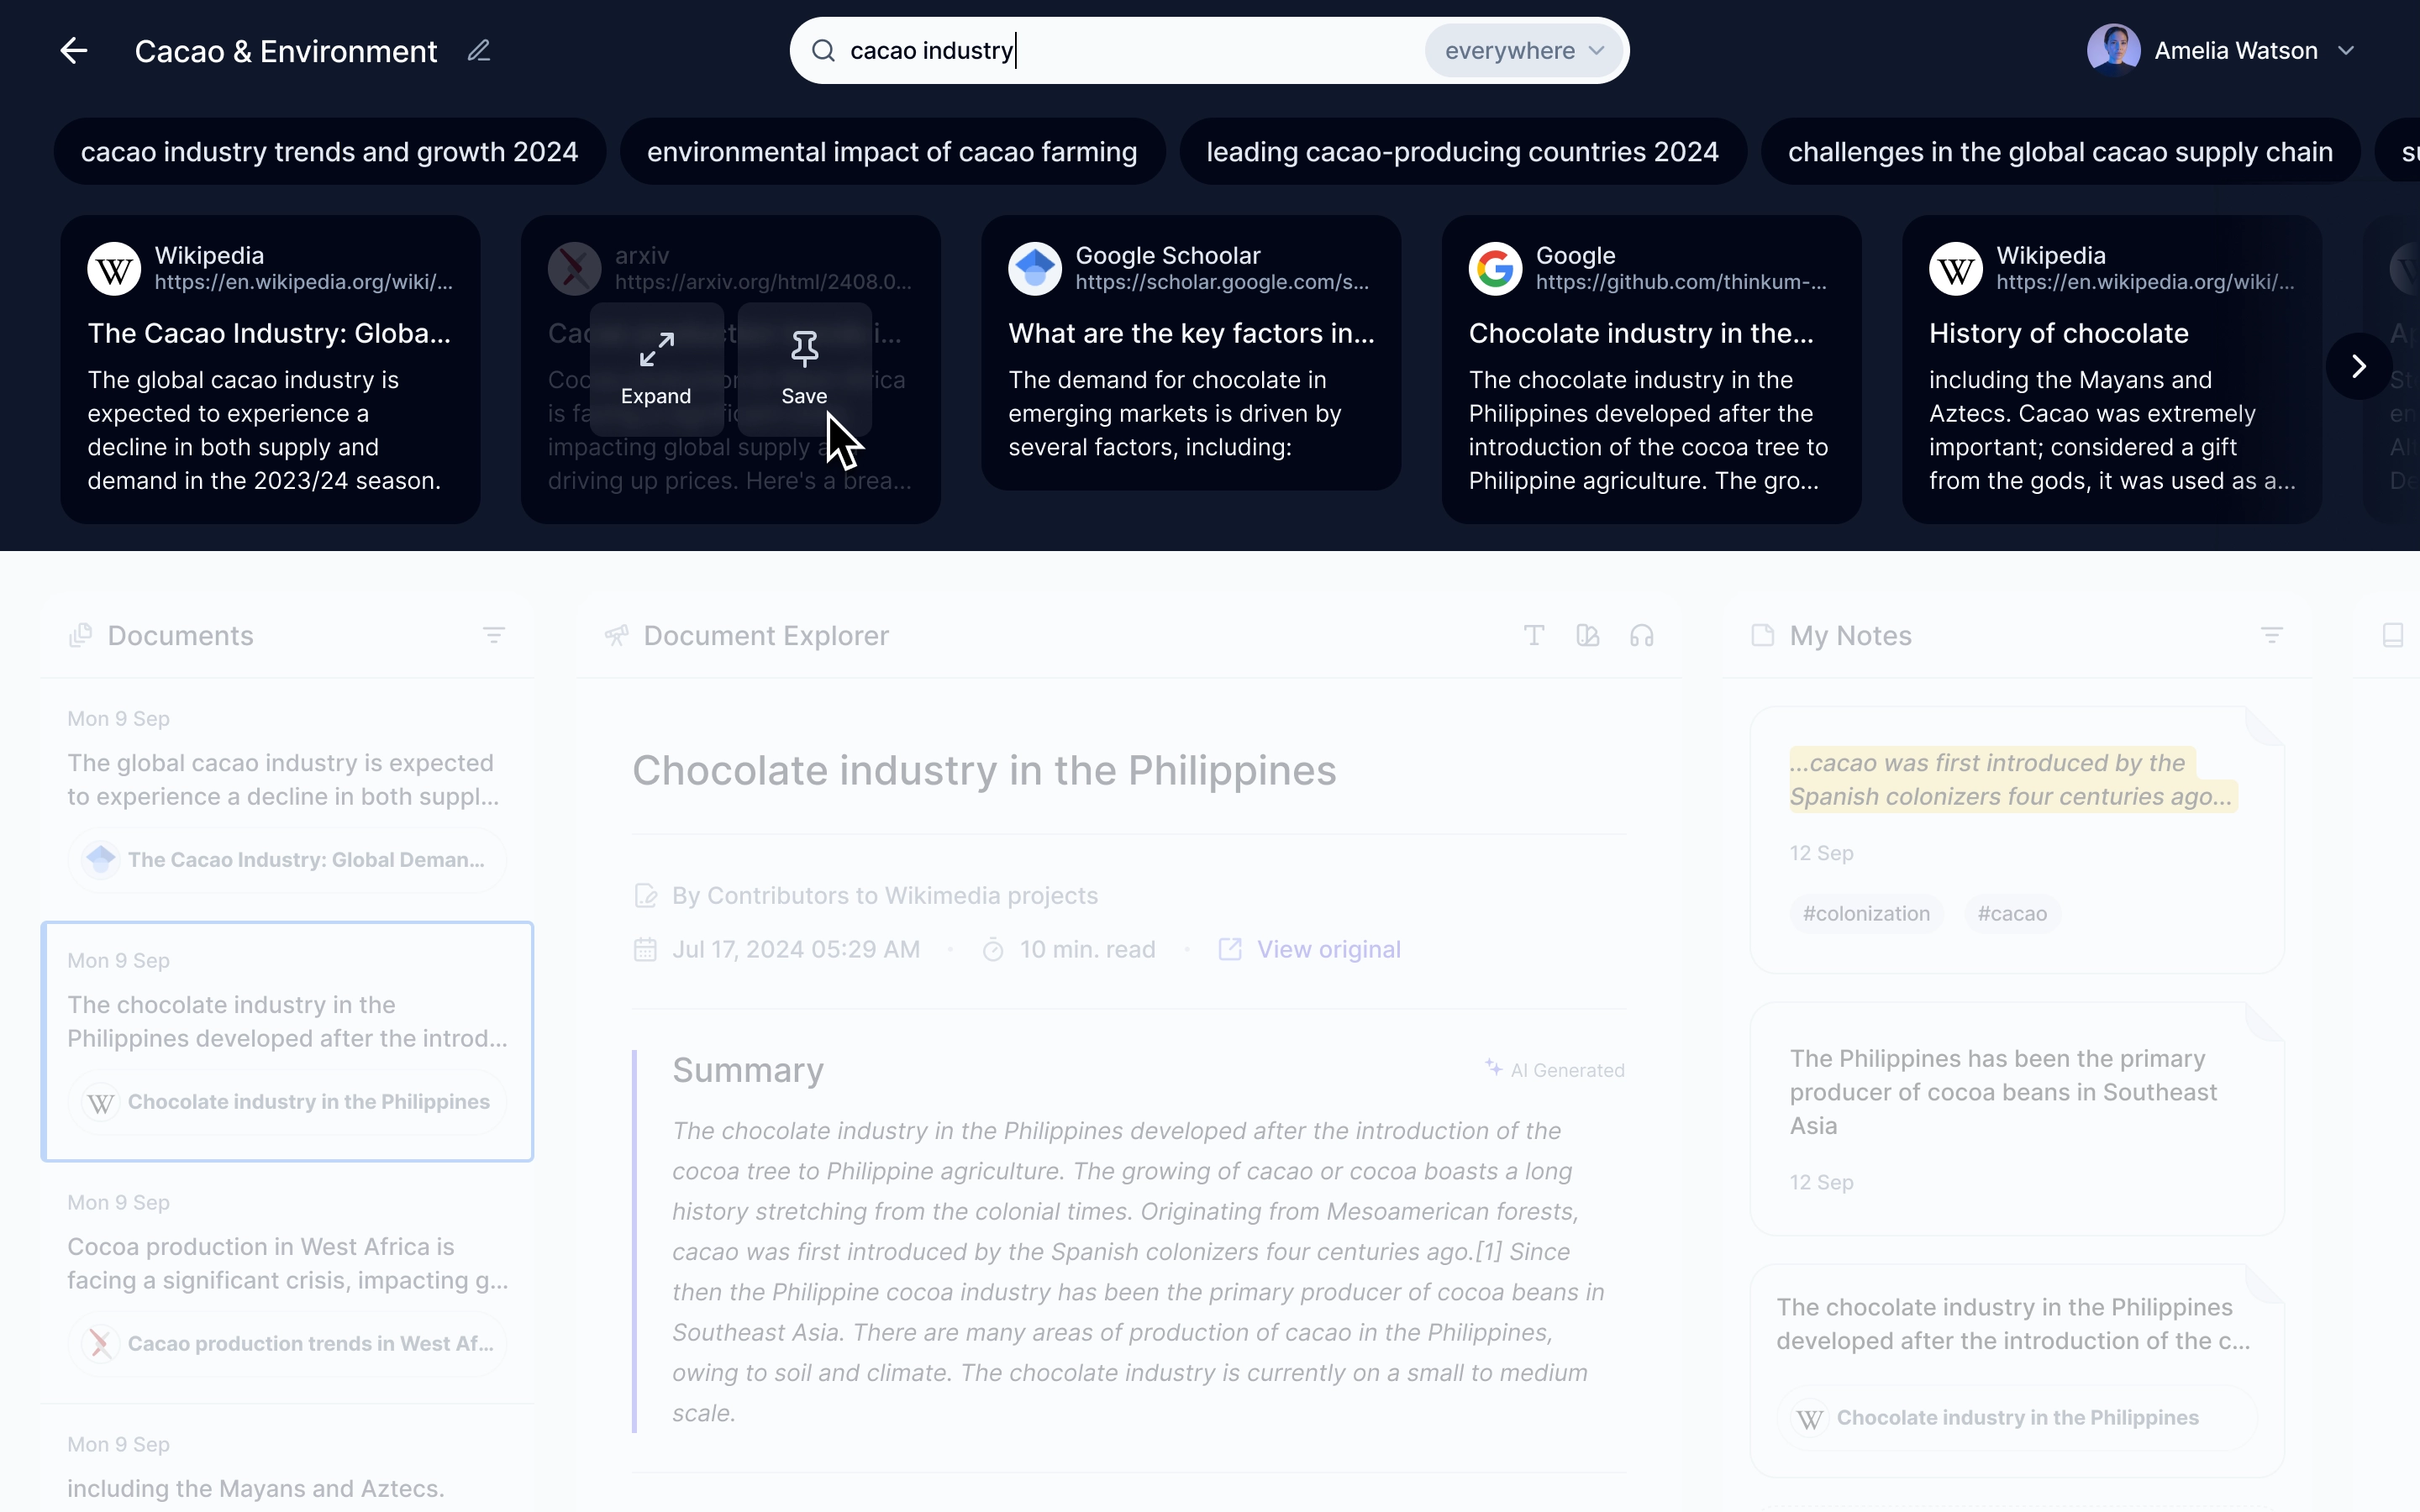 Cacao & Environment
cacao industry
everywhere
Amelia Watson
cacao industry trends and growth 2024
environmental impact of cacao farming
leading cacao-producing countries 2024
challenges in the global cacao supply chain
Wikipedia
https://en.wikipedia.org/wiki/...
The Cacao Industry: Globa...
The global cacao industry is
expected to experience a
decline in both supply and
demand in the 2023/24 season.
arxiv
https://arxiv.org/html/2408.0...
Expand
Save
impacting global supply
driving up prices. Here's a brea...
Google Schoolar
https://scholar.google.com/s...
What are the key factors in...
The demand for chocolate in
emerging markets is driven by
several factors, including:
Google
https://github.com/thinkum-...
Chocolate industry in the...
The chocolate industry in the
Philippines developed after the
introduction of the cocoa tree to
Philippine agriculture. The gro...
Wikipedia
https://en.wikipedia.org/wiki/...
History of chocolate
including the Mayans and
Aztecs. Cacao was extremely
important; considered a gift
from the gods, it was used as a...
Documents
Mon 9 Sep
The global cacao industry is expected
to experience a decline in both suppl...
The Cacao Industry: Global Deman...
Mon 9 Sep
The chocolate industry in the
Philippines developed after the introd...
Chocolate industry in the Philippines
Mon 9 Sep
Cocoa production in West Africa is
facing a significant crisis, impacting g...
Cacao production trends in West Af...
Mon 9 Sep
including the Mayans and Aztecs.
Document Explorer
Chocolate industry in the Philippines
By Contributors to Wikimedia projects
Jul 17, 2024 05:29 AM · 10 min. read · View original
Summary
AI Generated
The chocolate industry in the Philippines developed after the introduction of the
cocoa tree to Philippine agriculture. The growing of cacao or cocoa boasts a long
history stretching from the colonial times. Originating from Mesoamerican forests,
cacao was first introduced by the Spanish colonizers four centuries ago.[1] Since
then the Philippine cocoa industry has been the primary producer of cocoa beans in
Southeast Asia. There are many areas of production of cacao in the Philippines,
owing to soil and climate. The chocolate industry is currently on a small to medium
scale.
My Notes
...cacao was first introduced by the
Spanish colonizers four centuries ago...
12 Sep
#colonization #cacao
The Philippines has been the primary
producer of cocoa beans in Southeast
Asia
12 Sep
The chocolate industry in the Philippines
developed after the introduction of the c...
Chocolate industry in the Philippines